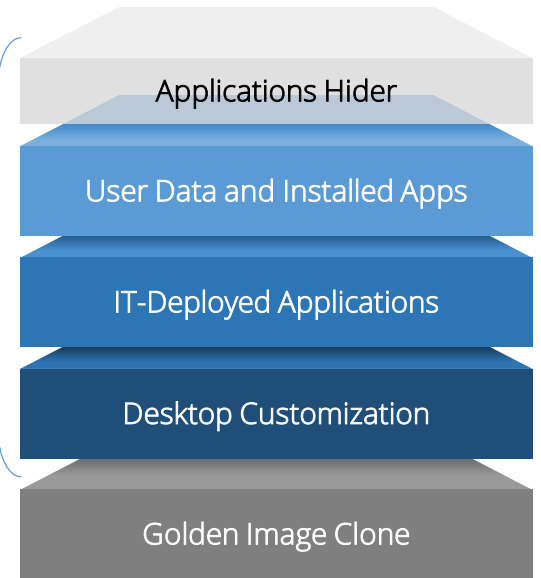 Applications Hider
User Data and Installed Apps
IT-Deployed Applications
Desktop Customization
Golden Image Clone